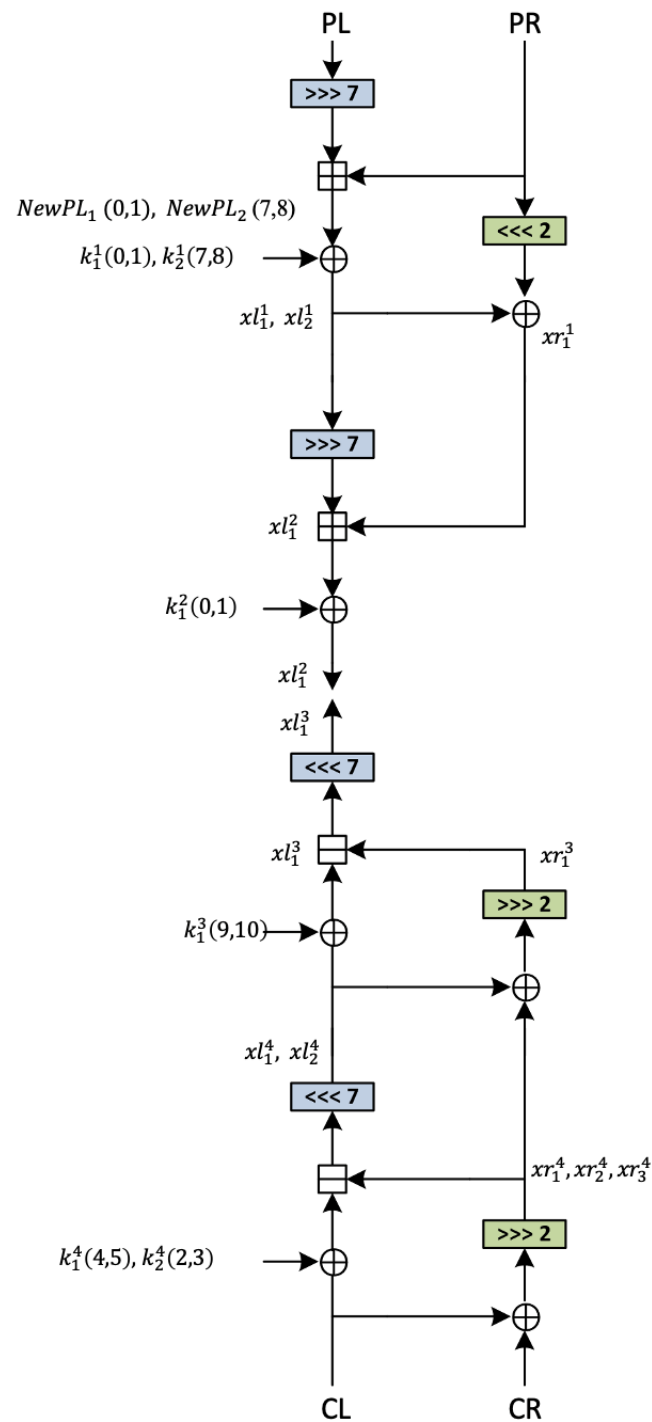 PL PR
>>> 7
NewPL₁ (0,1), NewPL₂ (7,8)
<<< 2
k₁¹(0,1), k₂¹(7,8)
xl₁¹, xl₂¹
xr₁¹
>>> 7
xl₁²
k₁²(0,1)
xl₁²
xl₁³
<<< 7
xl₁³ xr₁³
>>> 2
k₁³(9,10)
xl₁⁴, xl₂⁴
<<< 7
xr₁⁴, xr₂⁴, xr₃⁴
>>> 2
k₁⁴(4,5), k₂⁴(2,3)
CL CR